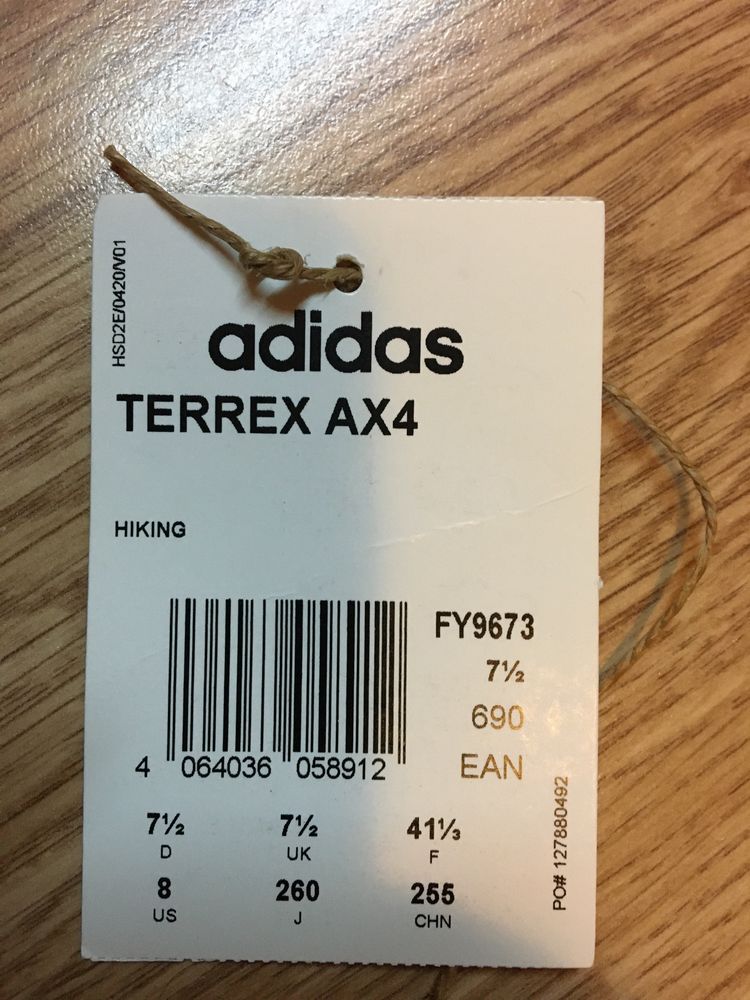 HSD2E/0420/V01
adidas
TERREX AX4
HIKING
FY9673
7½
690
EAN
4 064036 058912
PO# 127880492
7½ 7½ 41⅓
D UK F
8 260 255
US J CHN